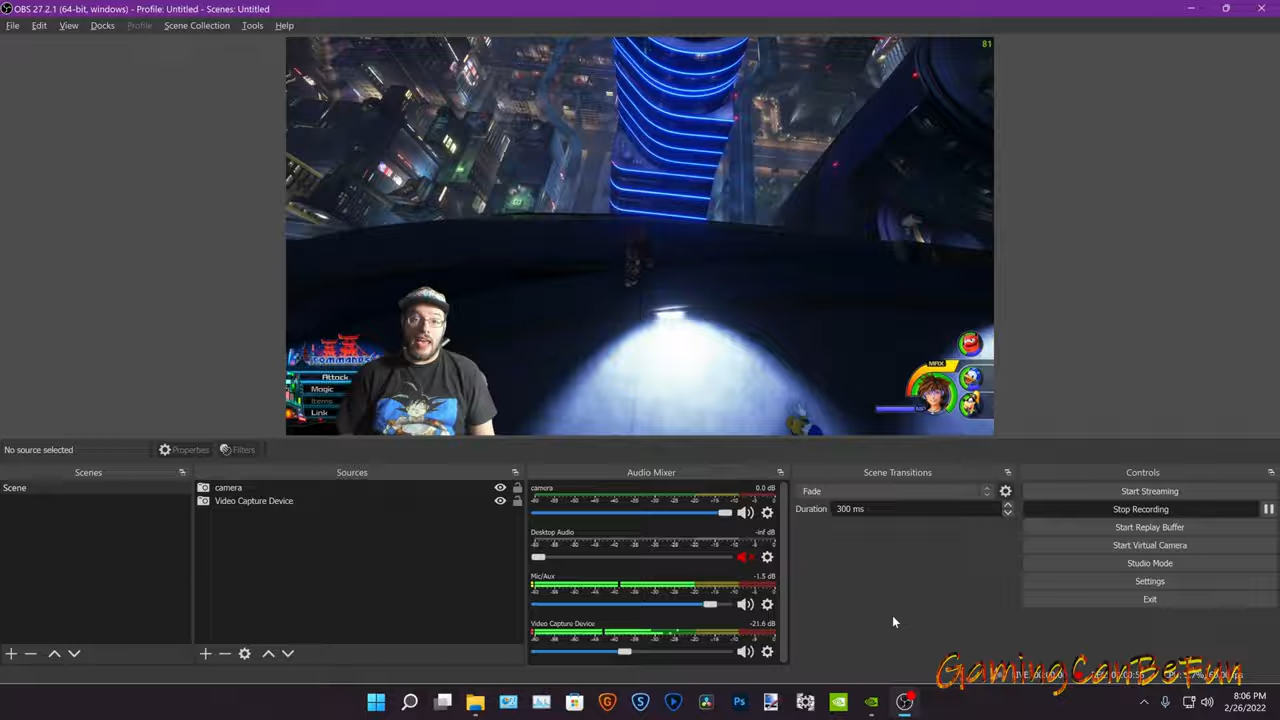 OBS 27.2.1 (64-bit, windows) - Profile: Untitled - Scenes: Untitled
File Edit View Docks Profile Scene Collection Tools Help
81
COMMANDS
Attack
Magic
Items
Link
MAX
MP
No source selected Properties Filters
Scenes Sources Audio Mixer Scene Transitions Controls
Scene
camera
Video Capture Device
camera 0.0 dB
Desktop Audio -inf dB
Mic/Aux -1.5 dB
Video Capture Device -21.6 dB
Fade
Duration 300 ms
Start Streaming
Stop Recording
Start Replay Buffer
Start Virtual Camera
Studio Mode
Settings
Exit
GamingCanBeFun
8:06 PM
2/26/2022